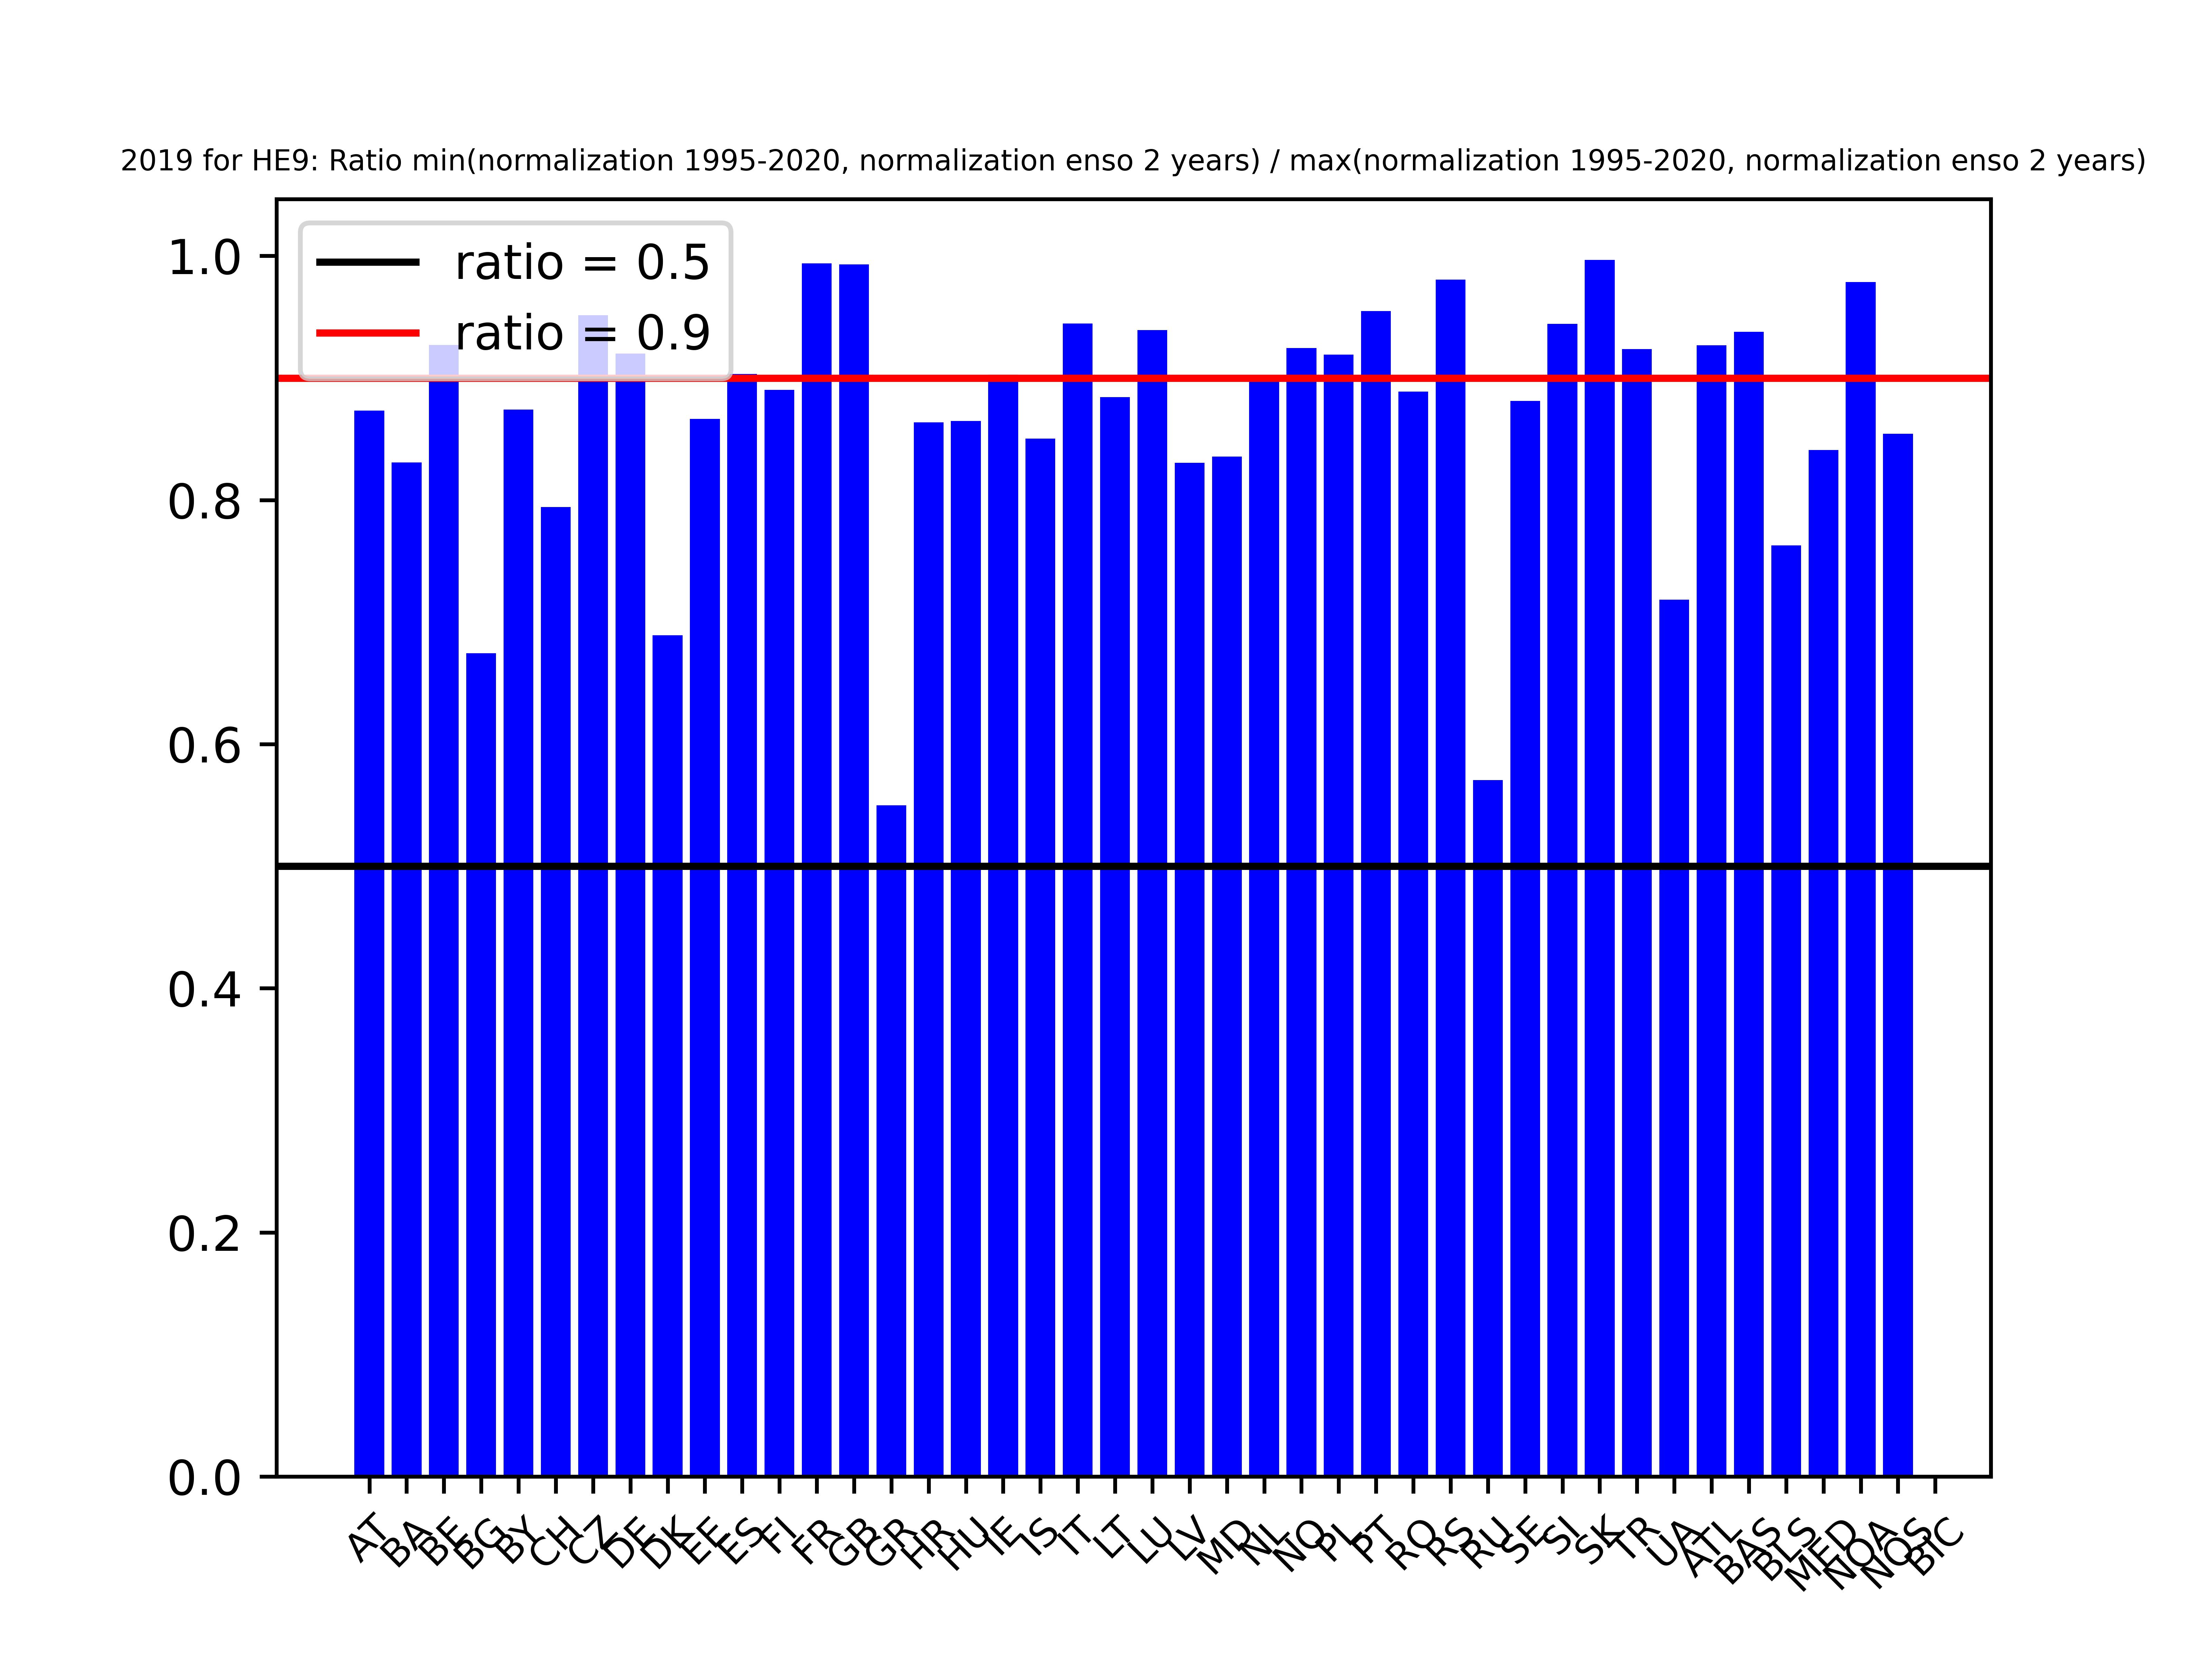 2019 for HE9: Ratio min(normalization 1995-2020, normalization enso 2 years) / max(normalization 1995-2020, normalization enso 2 years)
ratio = 0.5
ratio = 0.9
1.0
0.8
0.6
0.4
0.2
0.0
AT BA BE BG BY CH CZ DE DK EE ES FI FR GB GR HR HU IE IS IT LT LU LV MD NL NO PL PT RO RS RU SE SI SK TR UA ATL BAS BLS MED NOA NOS BIC